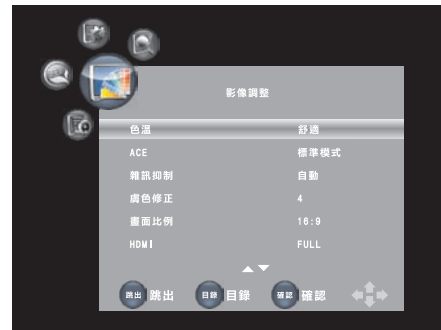 影像調整
色溫 舒適
ACE 標準模式
雜訊抑制 自動
膚色修正 4
畫面比例 16:9
HDMI FULL
跳出 跳出 目錄 目錄 確認 確認